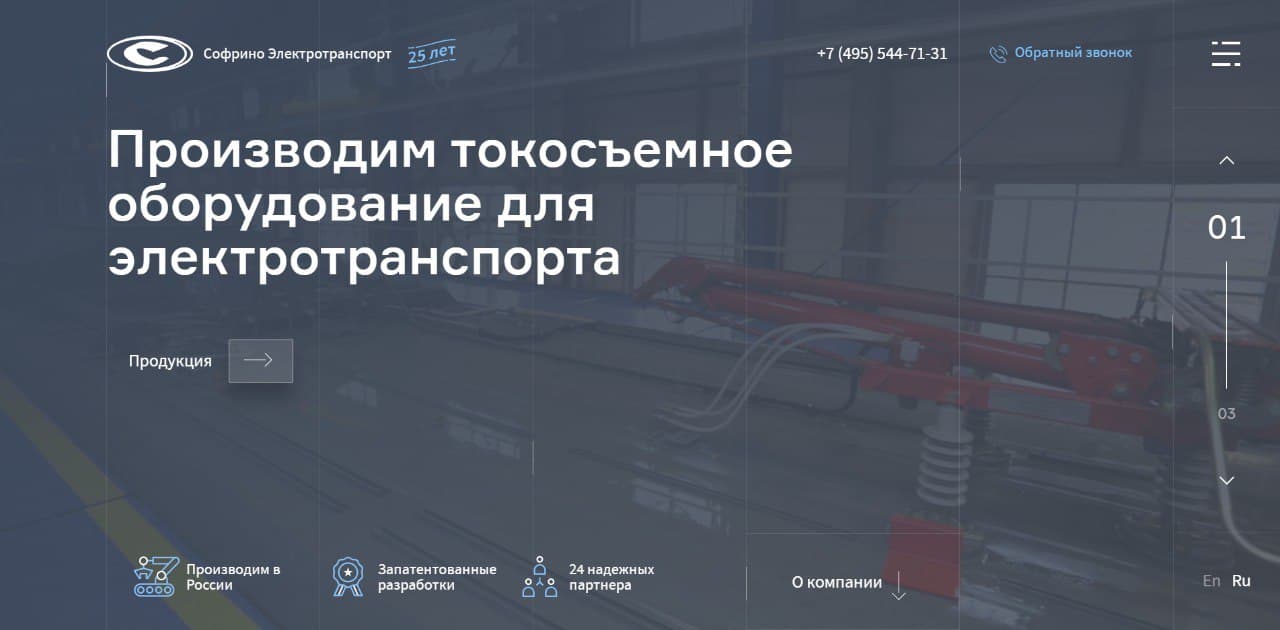 Софрино Электротранспорт
25 лет
+7 (495) 544-71-31
Обратный звонок
Производим токосъемное
оборудование для
электротранспорта
01
Продукция
03
Производим в
России
Запатентованные
разработки
24 надежных
партнера
О компании
En Ru